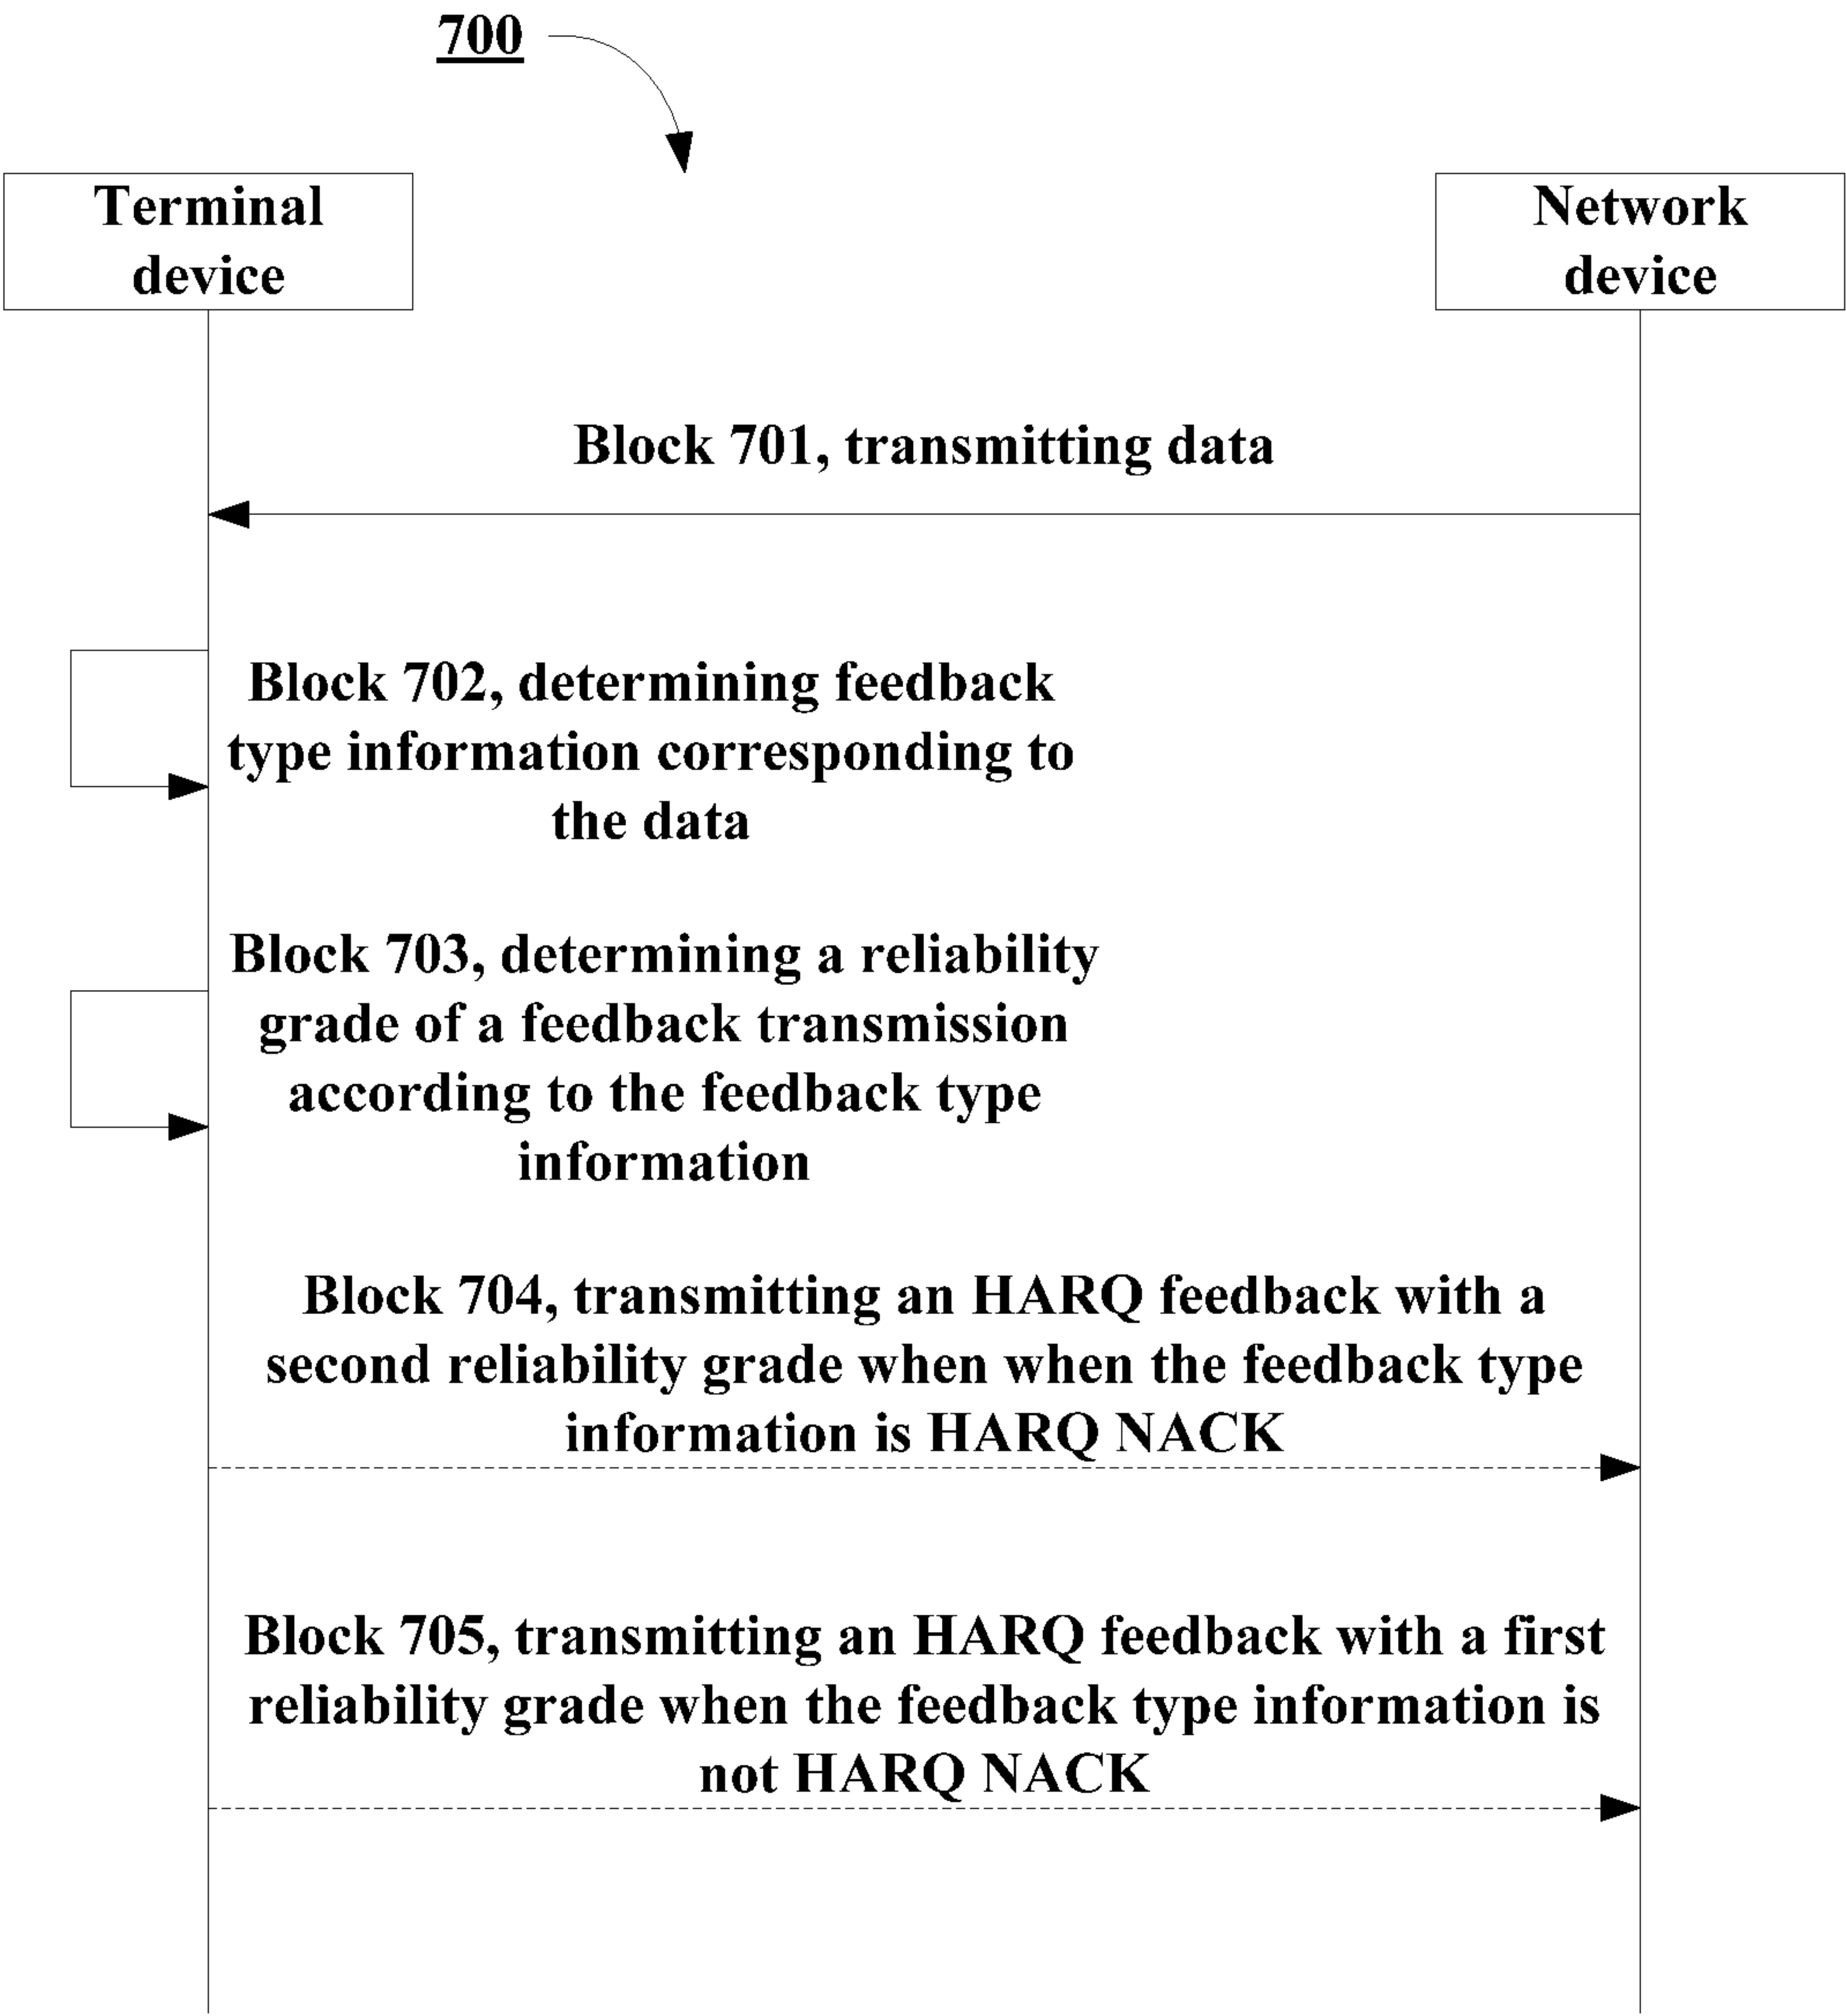 700
Terminal
device
Network
device
Block 701, transmitting data
Block 702, determining feedback
type information corresponding to
the data
Block 703, determining a reliability
grade of a feedback transmission
according to the feedback type
information
Block 704, transmitting an HARQ feedback with a
second reliability grade when when the feedback type
information is HARQ NACK
Block 705, transmitting an HARQ feedback with a first
reliability grade when the feedback type information is
not HARQ NACK